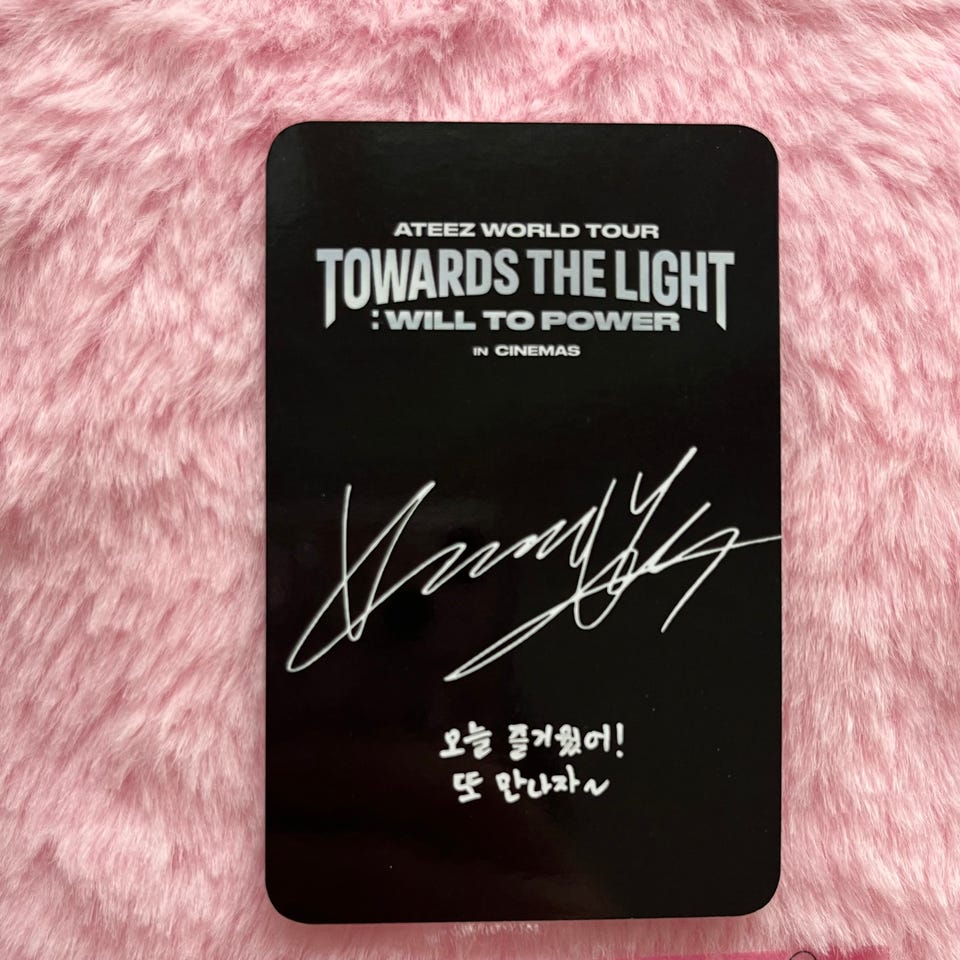 ATEEZ WORLD TOUR
TOWARDS THE LIGHT
: WILL TO POWER
IN CINEMAS
오늘 즐거웠어!
또 만나자~